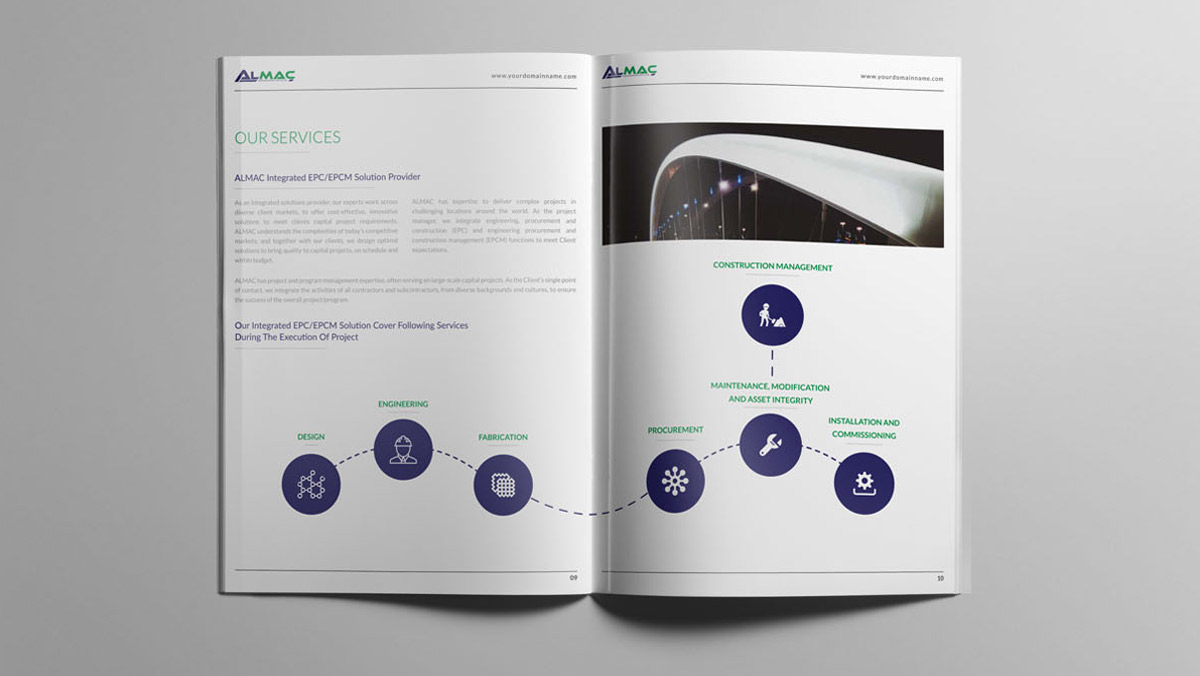 ALMAÇ
www.yourdomainname.com
OUR SERVICES
ALMAC Integrated EPC/EPCM Solution Provider
As an integrated solutions provider, our experts work across
diverse client markets, to offer cost-effective, innovative
solutions to meet clients capital project requirements.
ALMAC understands the complexities of today's competitive
markets, and together with our clients, we design optimal
solutions to bring quality to capital projects, on schedule and
within budget.
ALMAC has expertise to deliver complex projects in
challenging locations around the world. As the project
managed, we integrate engineering, procurement and
construction (EPC) and engineering procurement and
construction management (EPCM) functions to meet Client
expectations.
ALMAC has project and program management expertise, often serving on large-scale capital projects. As the Client's single point
of contact, we integrate the activities of all contractors and subcontractors, from diverse backgrounds and cultures, to ensure
the success of the overall project program.
Our Integrated EPC/EPCM Solution Cover Following Services
During The Execution Of Project
ENGINEERING
DESIGN
FABRICATION
09
ALMAÇ
www.yourdomainname.com
CONSTRUCTION MANAGEMENT
MAINTENANCE, MODIFICATION
AND ASSET INTEGRITY
PROCUREMENT
INSTALLATION AND
COMMISSIONING
10